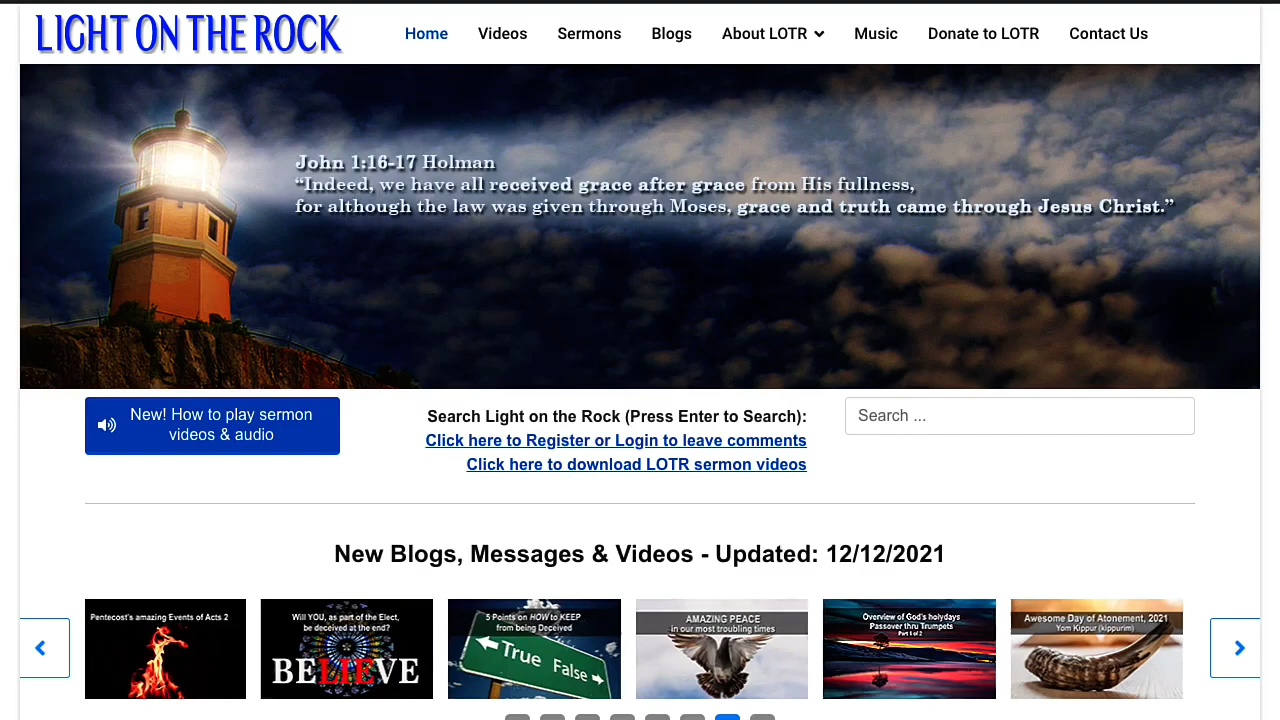 LIGHT ON THE ROCK
Home Videos Sermons Blogs About LOTR Music Donate to LOTR Contact Us
John 1:16-17 Holman
“Indeed, we have all received grace after grace from His fullness,
for although the law was given through Moses, grace and truth came through Jesus Christ.”
New! How to play sermon
videos & audio
Search Light on the Rock (Press Enter to Search):
Click here to Register or Login to leave comments
Click here to download LOTR sermon videos
Search ...
New Blogs, Messages & Videos - Updated: 12/12/2021
Pentecost's amazing Events of Acts 2
Will YOU, as part of the Elect,
be deceived at the end?
BELIEVE
5 Points on HOW to KEEP
from being Deceived
True False
AMAZING PEACE
- in our most troubling times
Overview of God's holydays
Passover thru Trumpets
Part 1 of 2
Awesome Day of Atonement, 2021
Yom Kippur (kippurim)